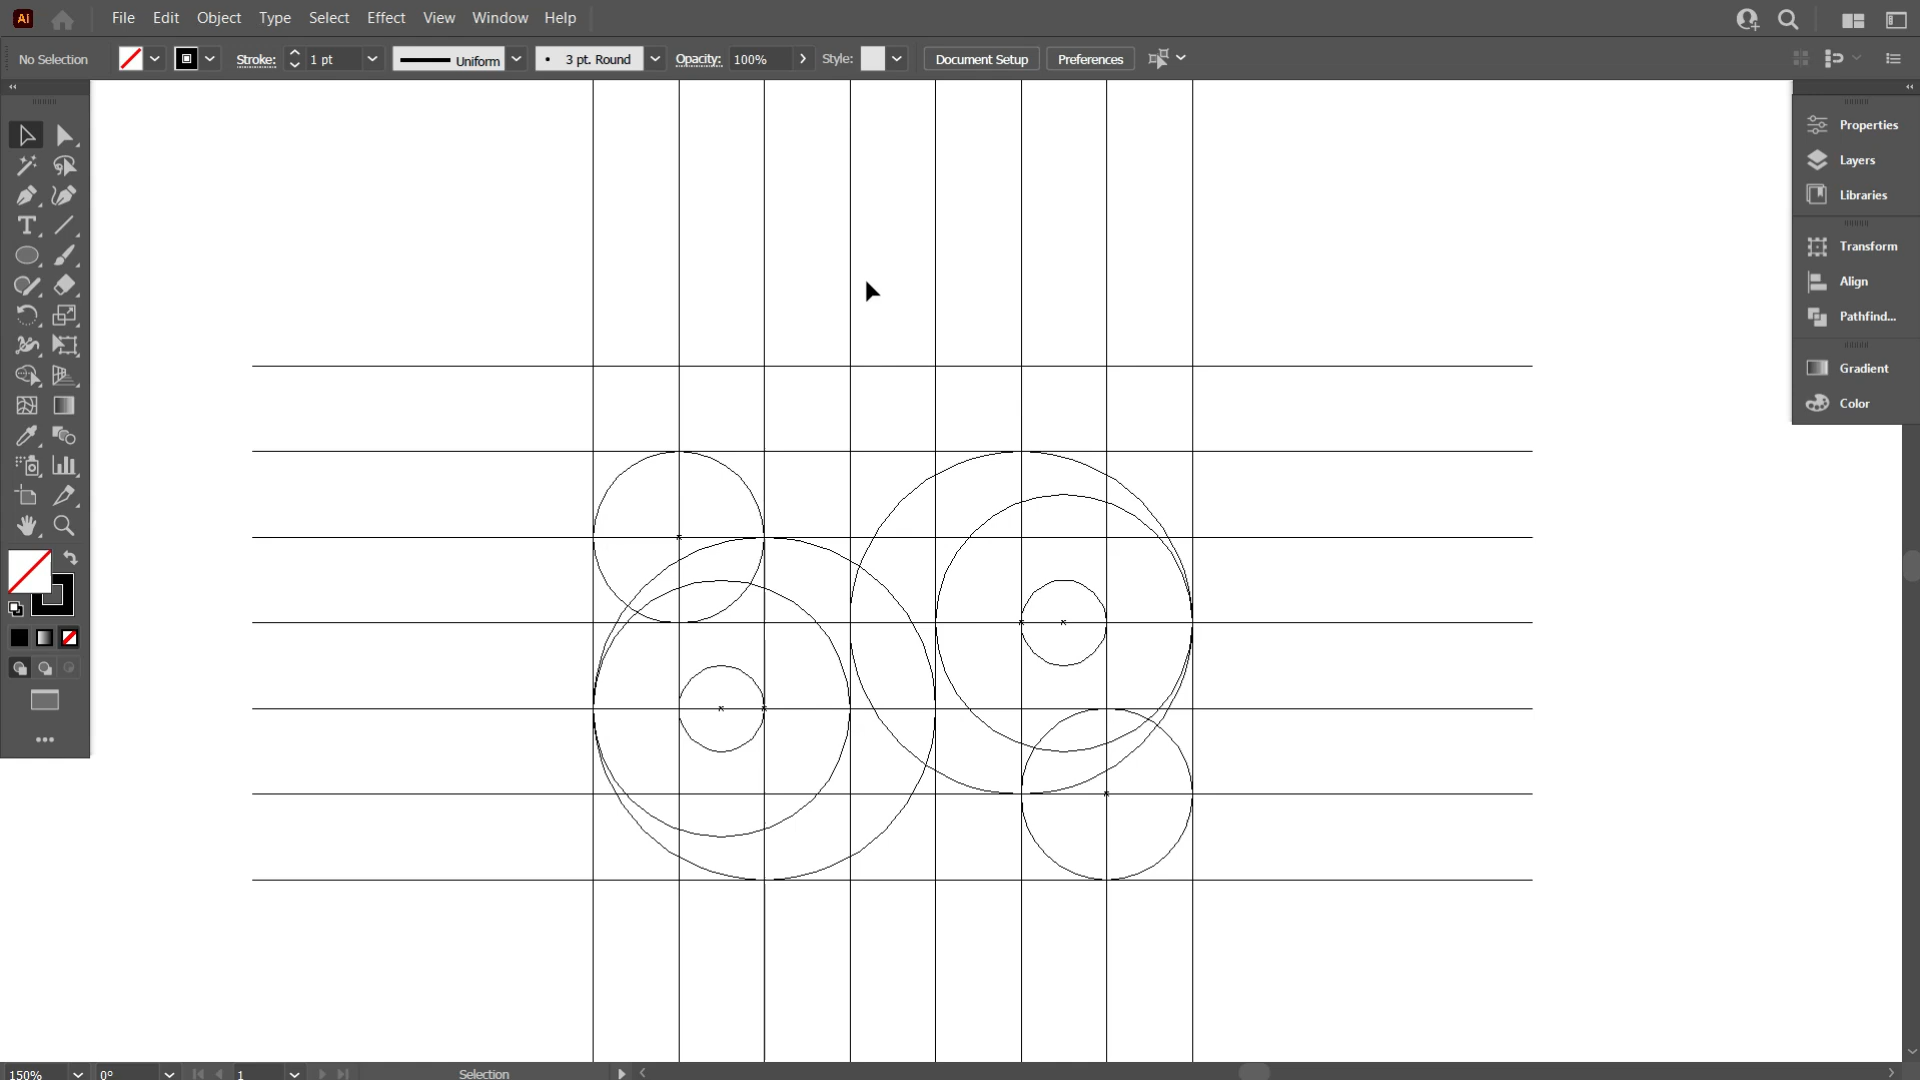 Ai File Edit Object Type Select Effect View Window Help
No Selection Stroke: 1 pt Uniform 3 pt. Round Opacity: 100% Style: Document Setup Preferences
Properties
Layers
Libraries
Transform
Align
Pathfind...
Gradient
Color
150% 0° 1 Selection